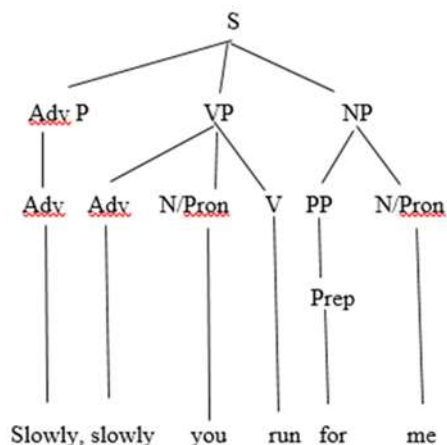 S
Adv P VP NP
Adv Adv N/Pron V PP N/Pron
Prep
Slowly, slowly you run for me